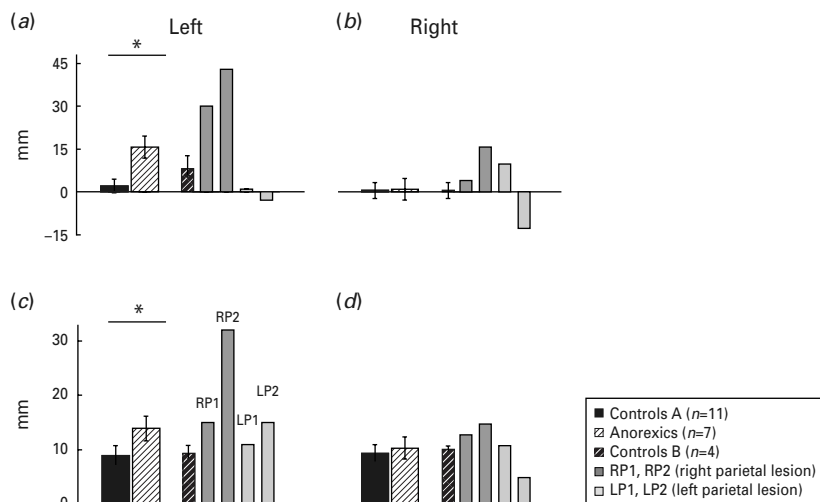 (a) Left (b) Right
*
45
30
15
0
−15
mm
(c) (d)
*
30
20
10
0
mm
RP1
RP2
LP1
LP2
Controls A (n=11)
Anorexics (n=7)
Controls B (n=4)
RP1, RP2 (right parietal lesion)
LP1, LP2 (left parietal lesion)